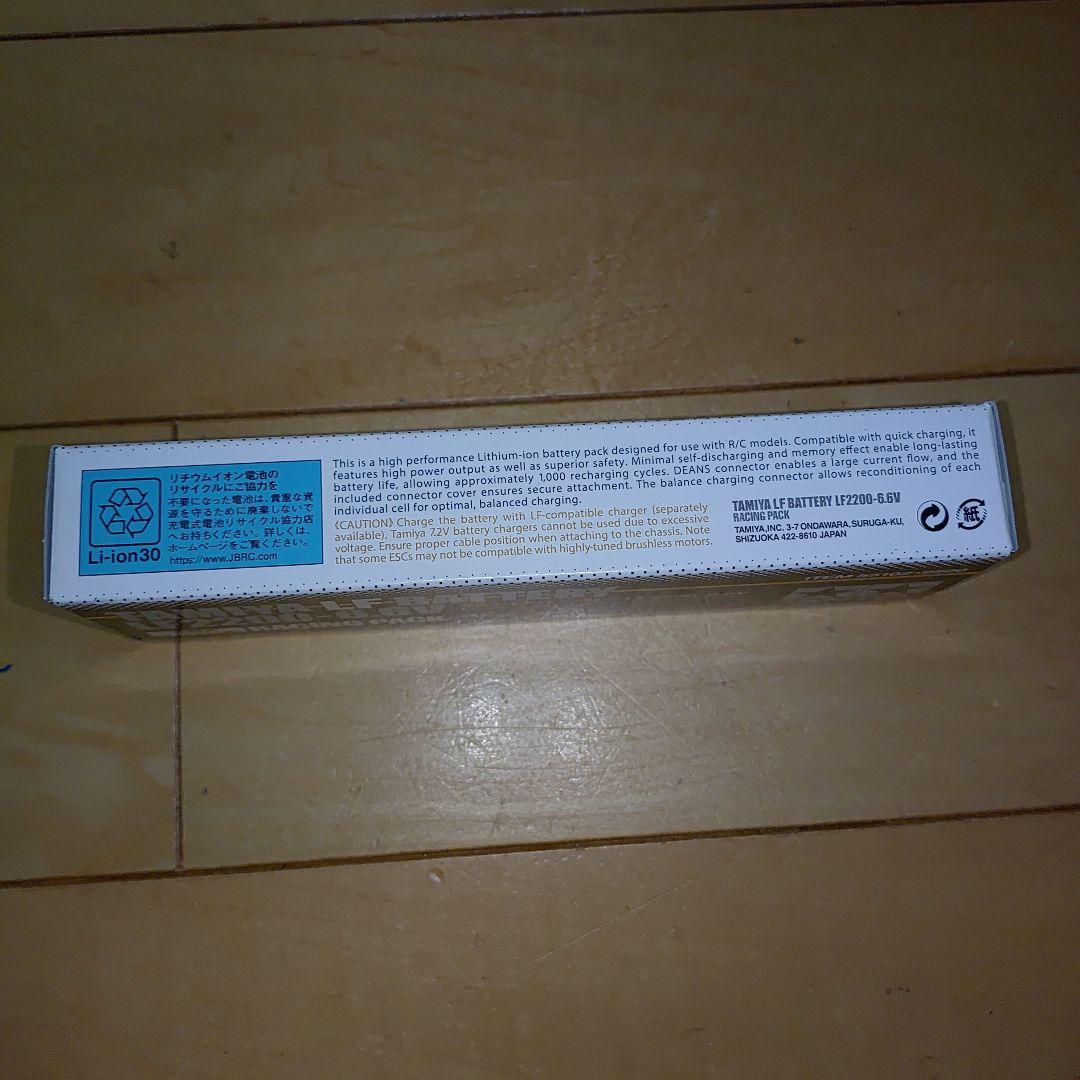 リチウムイオン電池の
リサイクルにご協力を
不要になった電池は、貴重な資
源を守るために廃棄しないで
充電式電池リサイクル協力店
へお持ちください。詳しくは、
ホームページをご覧ください。
https://www.JBRC.com
Li-ion30
This is a high performance Lithium-ion battery pack designed for use with R/C models. Compatible with quick charging, it
features high power output as well as superior safety. Minimal self-discharging and memory effect enable long-lasting
battery life, allowing approximately 1,000 recharging cycles. DEANS connector enables a large current flow, and the
included connector cover ensures secure attachment. The balance charging connector allows reconditioning of each
individual cell for optimal, balanced charging.
《CAUTION》 Charge the battery with LF-compatible charger (separately
available). Tamiya 7.2V battery chargers cannot be used due to excessive
voltage. Ensure proper cable position when attaching to the chassis. Note
that some ESCs may not be compatible with highly-tuned brushless motors.
TAMIYA LF BATTERY LF2200-6.6V
RACING PACK
TAMIYA,INC. 3-7 ONDAWARA,SURUGA-KU,
SHIZUOKA 422-8610 JAPAN
紙
TAMIYA LF BATTERY
PACK